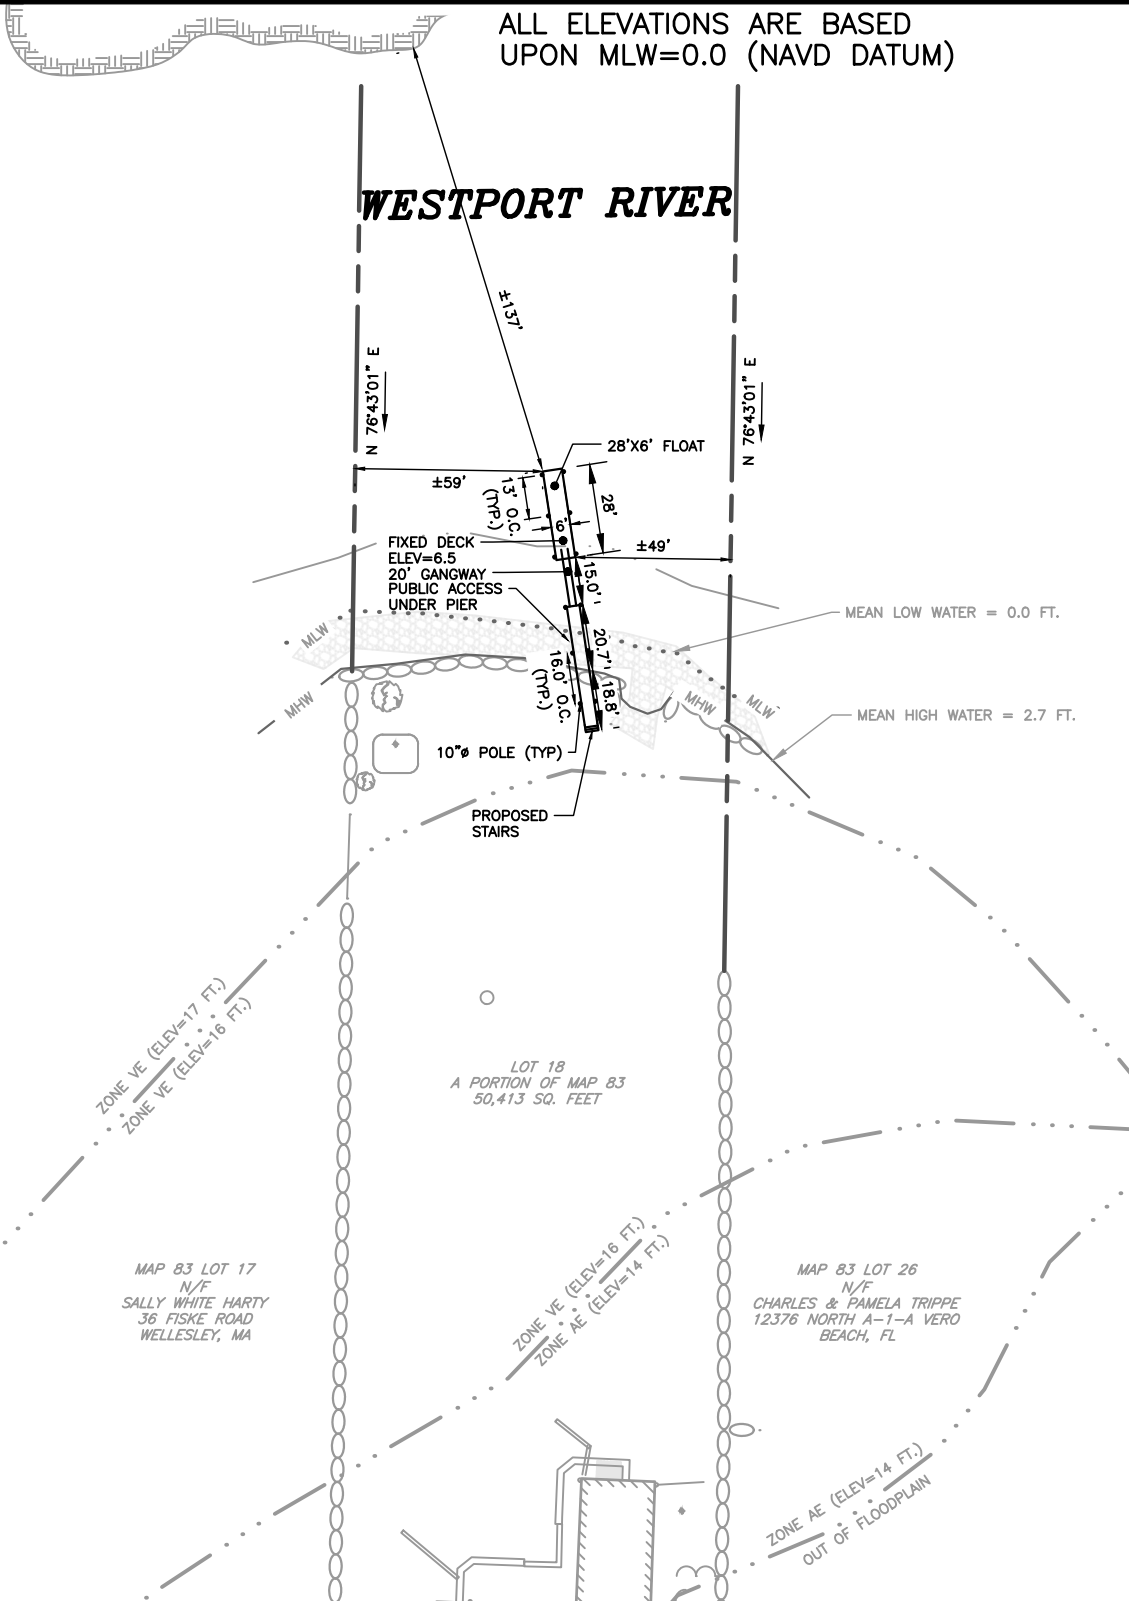 ALL ELEVATIONS ARE BASED
UPON MLW=0.0 (NAVD DATUM)
WESTPORT RIVER
±137'
N 76°43'01" E
N 76°43'01" E
28'X6' FLOAT
±59'
13' O.C.
(TYP.)
28'
6'
FIXED DECK
ELEV=6.5
20' GANGWAY
PUBLIC ACCESS
UNDER PIER
±49'
15.0'
MEAN LOW WATER = 0.0 FT.
MLW
20.7'
16.0' O.C.
(TYP.)
18.8'
MHW
MHW
MLW
MEAN HIGH WATER = 2.7 FT.
10"ø POLE (TYP)
PROPOSED
STAIRS
ZONE VE (ELEV=17 FT.)
ZONE VE (ELEV=16 FT.)
LOT 18
A PORTION OF MAP 83
50,413 SQ. FEET
ZONE VE (ELEV=16 FT.)
ZONE AE (ELEV=14 FT.)
MAP 83 LOT 17
N/F
SALLY WHITE HARTY
36 FISKE ROAD
WELLESLEY, MA
MAP 83 LOT 26
N/F
CHARLES & PAMELA TRIPPE
12376 NORTH A-1-A VERO
BEACH, FL
ZONE AE (ELEV=14 FT.)
OUT OF FLOODPLAIN